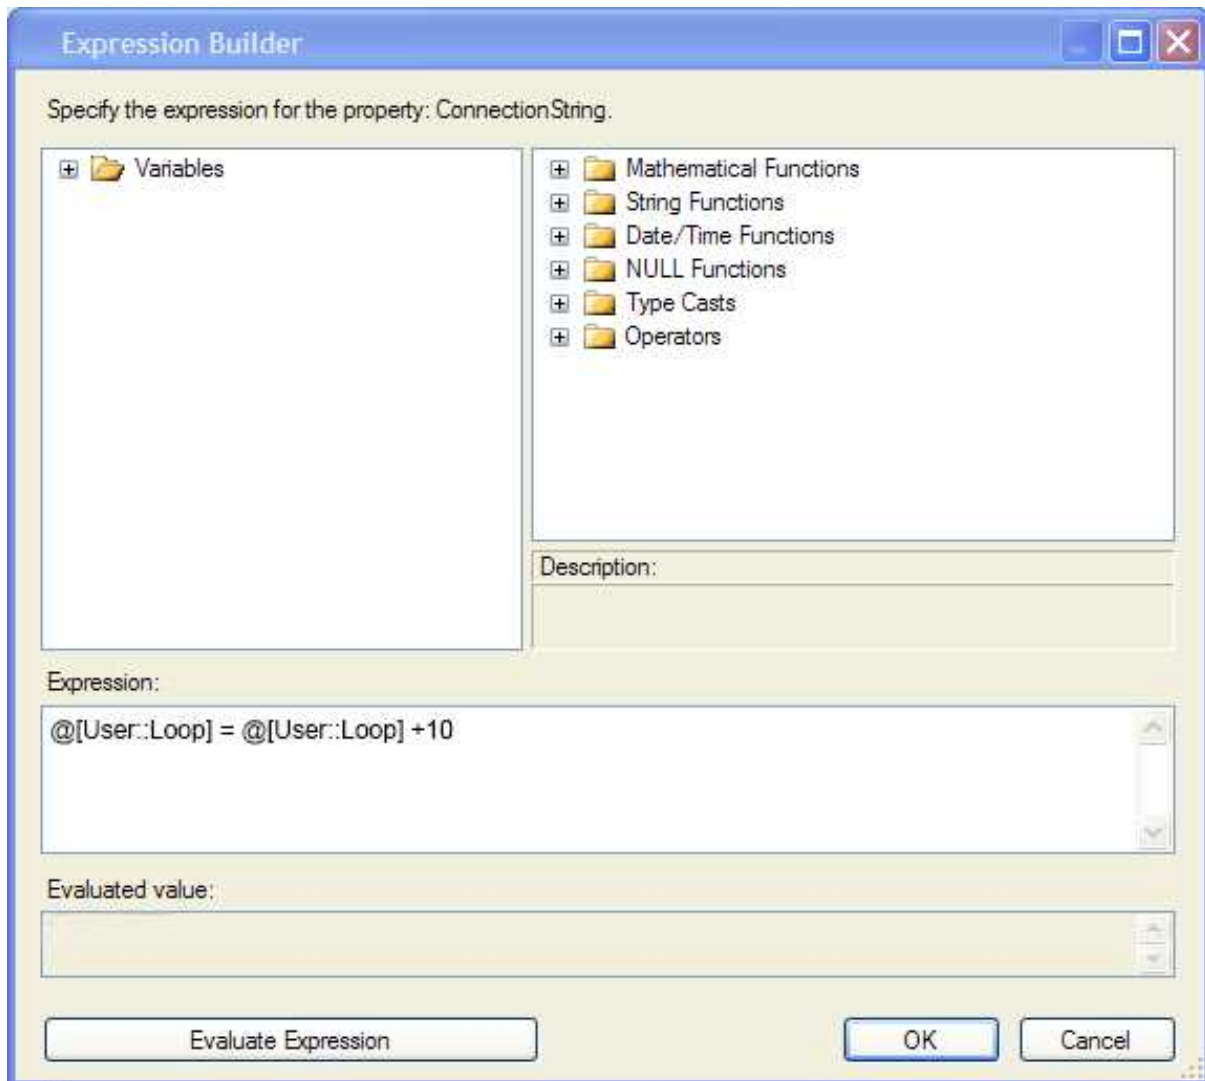 Expression Builder
Specify the expression for the property: ConnectionString.
Variables
Mathematical Functions
String Functions
Date/Time Functions
NULL Functions
Type Casts
Operators
Description:
Expression:
@[User::Loop] = @[User::Loop] +10
Evaluated value:
Evaluate Expression
OK
Cancel